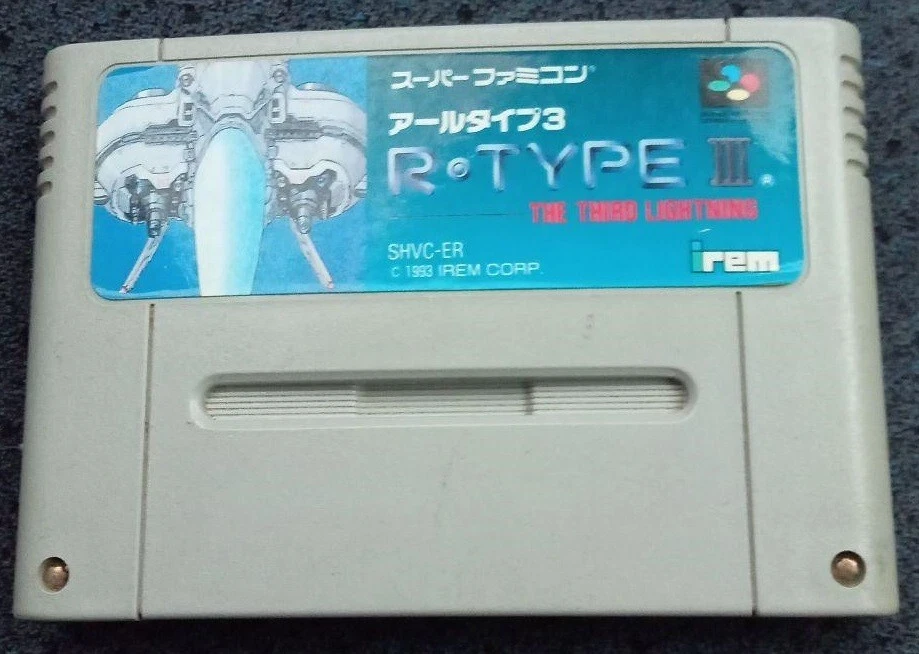 スーパーファミコン®
アールタイプ3
R・TYPE III ®
THE THIRD LIGHTNING
SHVC-ER
© 1993 IREM CORP.
irem